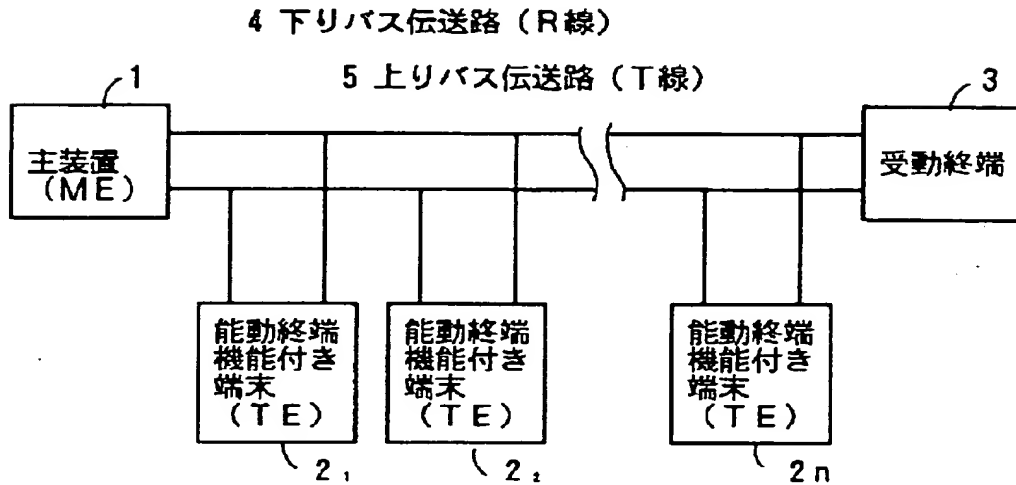 4 下りバス伝送路(R線)
5 上りバス伝送路(T線)
1
3
主装置
(ME)
受動終端
能動終端
機能付き
端末
(TE)
能動終端
機能付き
端末
(TE)
能動終端
機能付き
端末
(TE)
2₁
2₂
2n